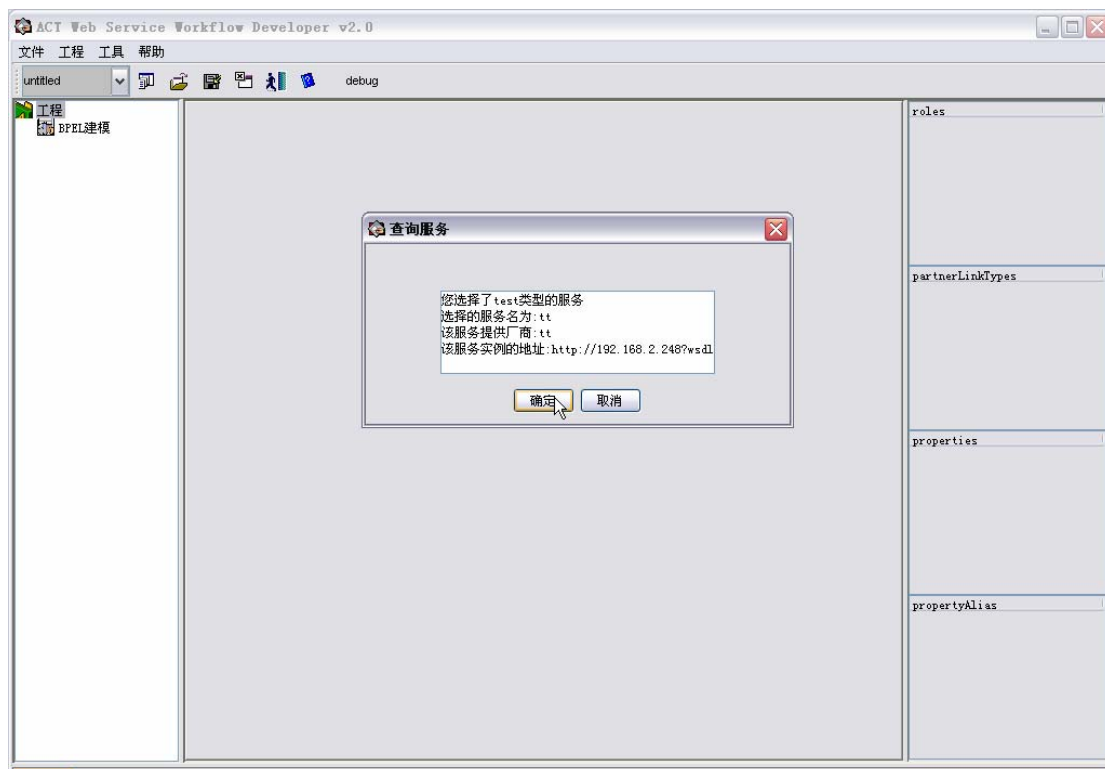 ACT Web Service Workflow Developer v2.0
文件 工程 工具 帮助
untitled debug
工程
BPEL建模
roles
查询服务
您选择了test类型的服务
选择的服务名为:tt
该服务提供厂商:tt
该服务实例的地址:http://192.168.2.248?wsdl
确定 取消
partnerLinkTypes
properties
propertyAlias